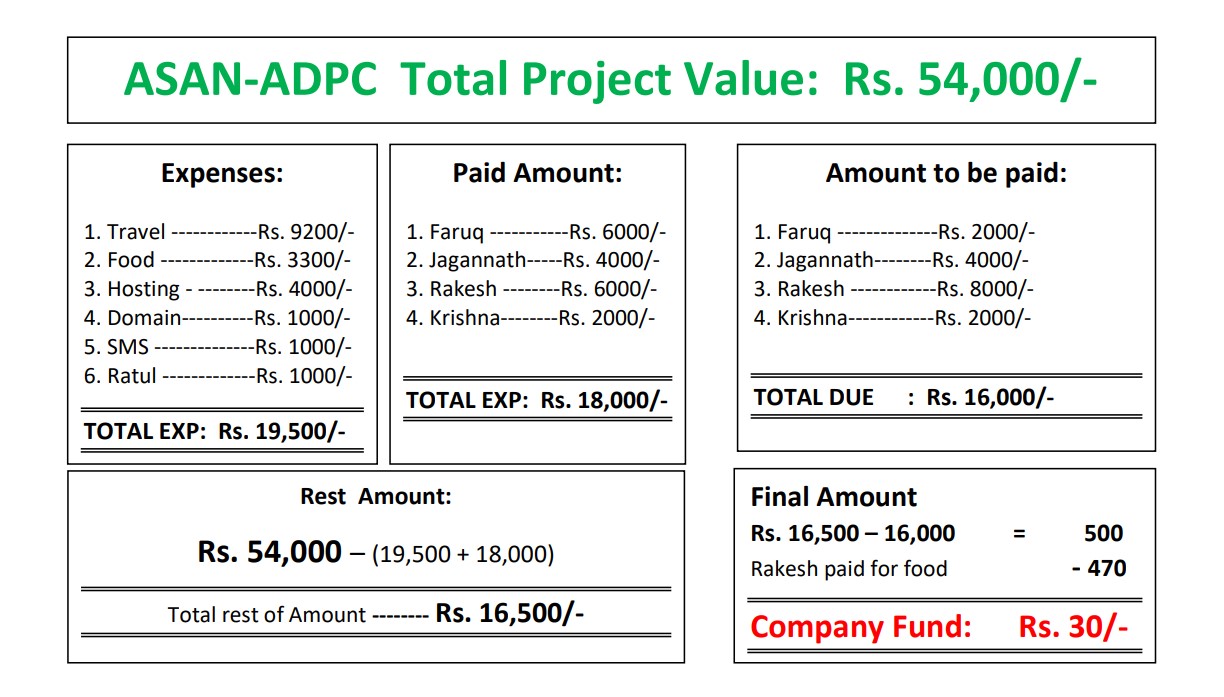 ASAN-ADPC Total Project Value: Rs. 54,000/-
Expenses:
1. Travel ------------Rs. 9200/-
2. Food -------------Rs. 3300/-
3. Hosting - --------Rs. 4000/-
4. Domain----------Rs. 1000/-
5. SMS --------------Rs. 1000/-
6. Ratul -------------Rs. 1000/-
TOTAL EXP: Rs. 19,500/-
Paid Amount:
1. Faruq -----------Rs. 6000/-
2. Jagannath-----Rs. 4000/-
3. Rakesh --------Rs. 6000/-
4. Krishna--------Rs. 2000/-
TOTAL EXP: Rs. 18,000/-
Amount to be paid:
1. Faruq --------------Rs. 2000/-
2. Jagannath--------Rs. 4000/-
3. Rakesh ------------Rs. 8000/-
4. Krishna------------Rs. 2000/-
TOTAL DUE : Rs. 16,000/-
Rest Amount:
Rs. 54,000 – (19,500 + 18,000)
Total rest of Amount -------- Rs. 16,500/-
Final Amount
Rs. 16,500 – 16,000 = 500
Rakesh paid for food - 470
Company Fund: Rs. 30/-